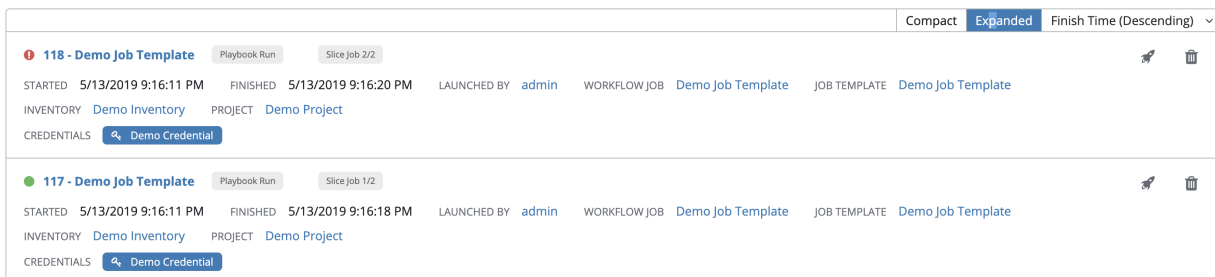 Compact Expanded Finish Time (Descending)
118 - Demo Job Template Playbook Run Slice Job 2/2
STARTED 5/13/2019 9:16:11 PM FINISHED 5/13/2019 9:16:20 PM LAUNCHED BY admin WORKFLOW JOB Demo Job Template JOB TEMPLATE Demo Job Template
INVENTORY Demo Inventory PROJECT Demo Project
CREDENTIALS Demo Credential
117 - Demo Job Template Playbook Run Slice Job 1/2
STARTED 5/13/2019 9:16:11 PM FINISHED 5/13/2019 9:16:18 PM LAUNCHED BY admin WORKFLOW JOB Demo Job Template JOB TEMPLATE Demo Job Template
INVENTORY Demo Inventory PROJECT Demo Project
CREDENTIALS Demo Credential